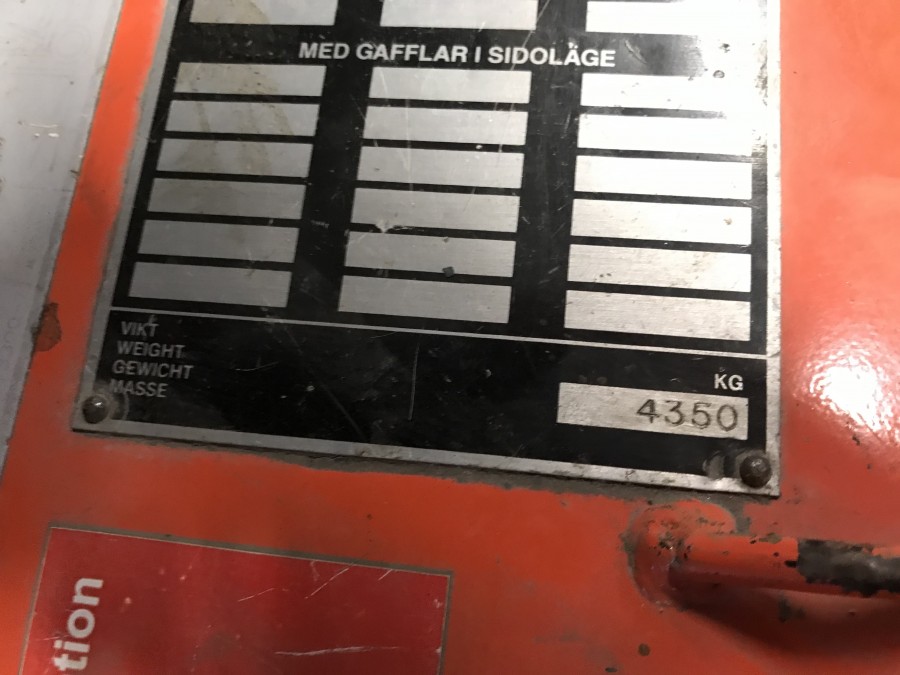 MED GAFFLAR I SIDOLÄGE
VIKT
WEIGHT
GEWICHT
MASSE
KG
4350
tion